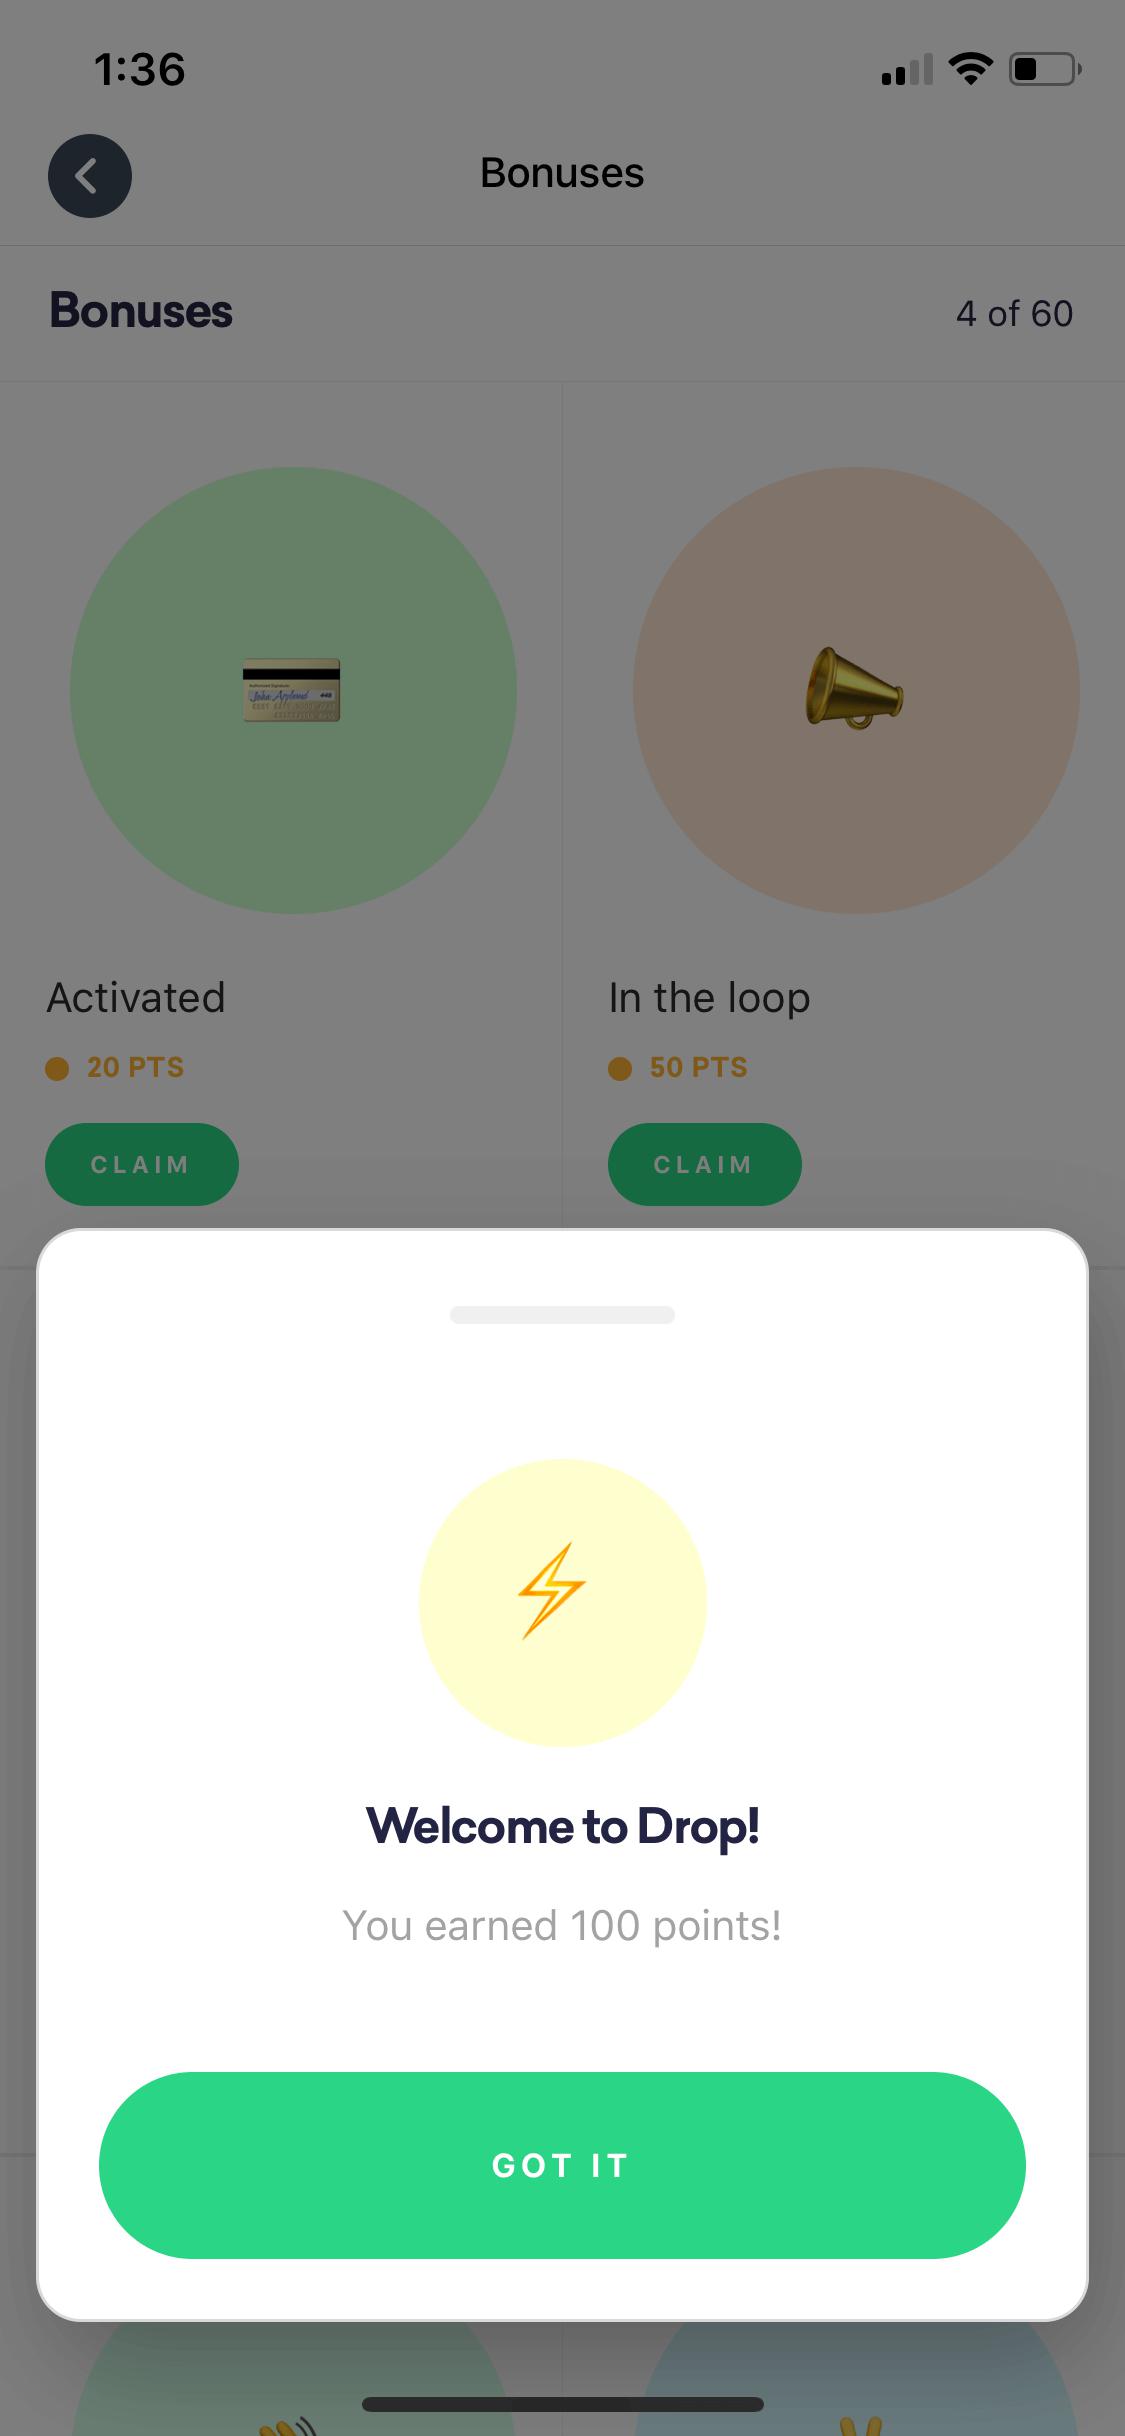 1:36
Bonuses
Bonuses
4 of 60
Activated
In the loop
20 PTS
50 PTS
CLAIM
CLAIM
Welcome to Drop!
You earned 100 points!
GOT IT